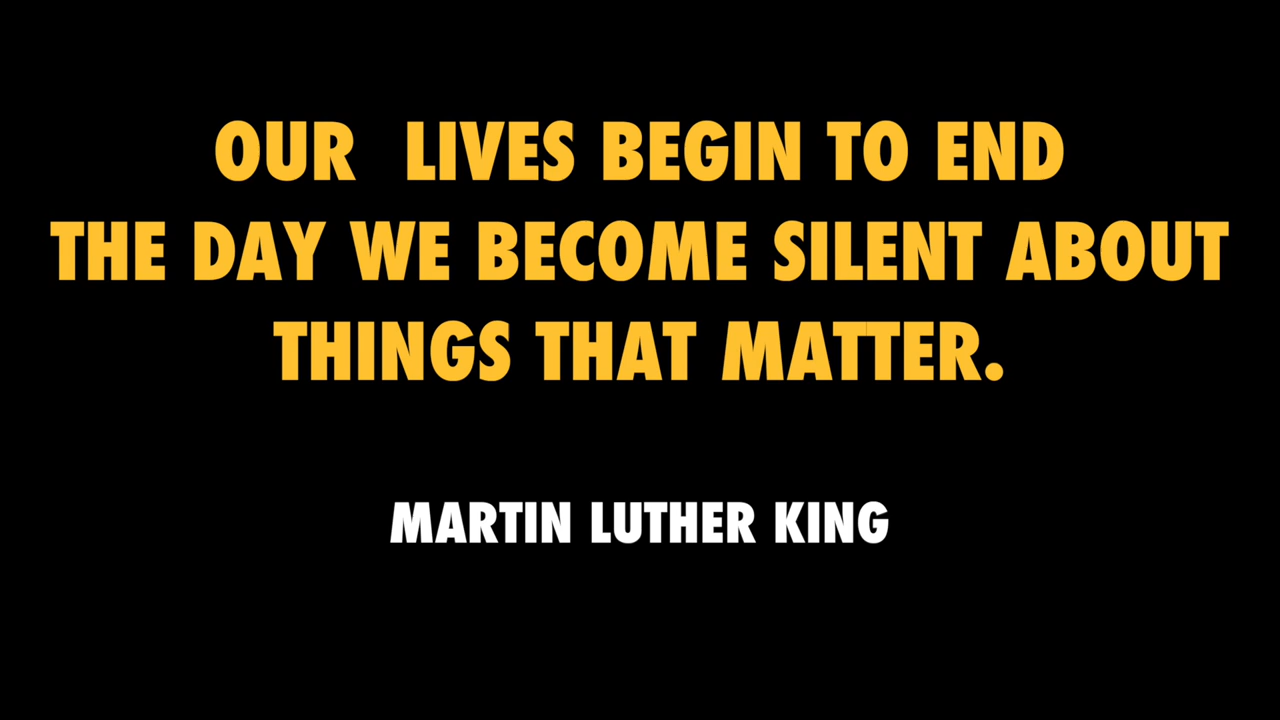 OUR  LIVES BEGIN TO END
THE DAY WE BECOME SILENT ABOUT
THINGS THAT MATTER.
MARTIN LUTHER KING